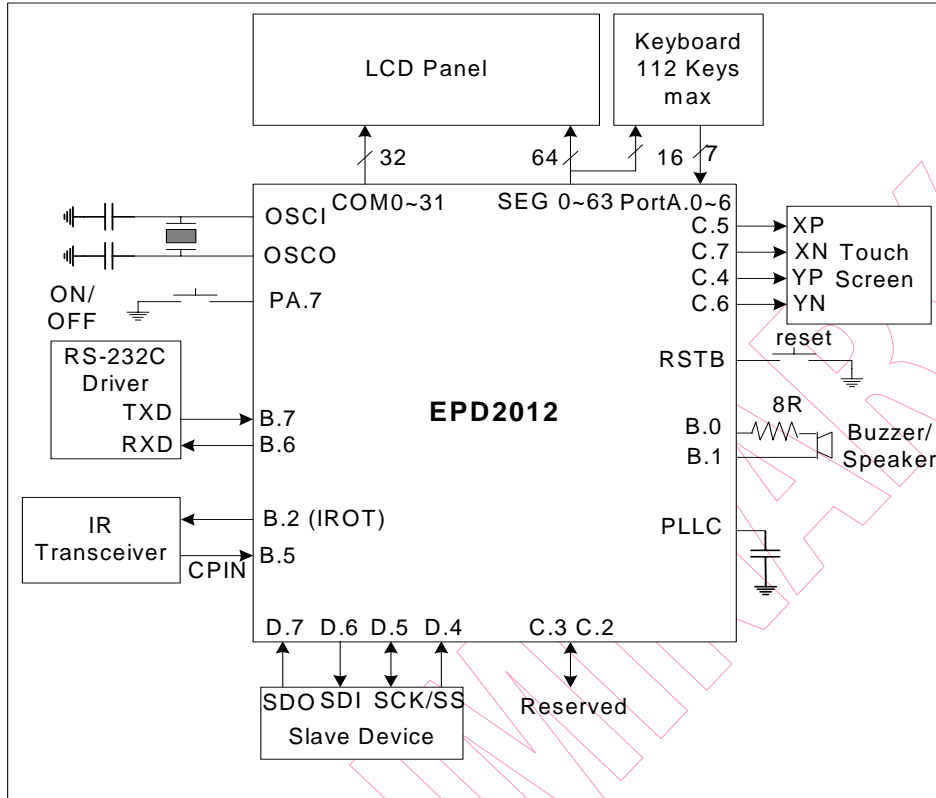 LCD Panel
Keyboard
112 Keys
max
32
64
16
7
COM0~31
SEG 0~63
PortA.0~6
OSCI
OSCO
ON/
OFF
PA.7
RS-232C
Driver
TXD
RXD
B.7
B.6
IR
Transceiver
B.2 (IROT)
B.5
CPIN
EPD2012
C.5
C.7
C.4
C.6
XP
XN
YP
YN
Touch
Screen
RSTB
reset
8R
B.0
B.1
Buzzer/
Speaker
PLLC
D.7
D.6
D.5
D.4
C.3 C.2
SDO
SDI
SCK/SS
Slave Device
Reserved